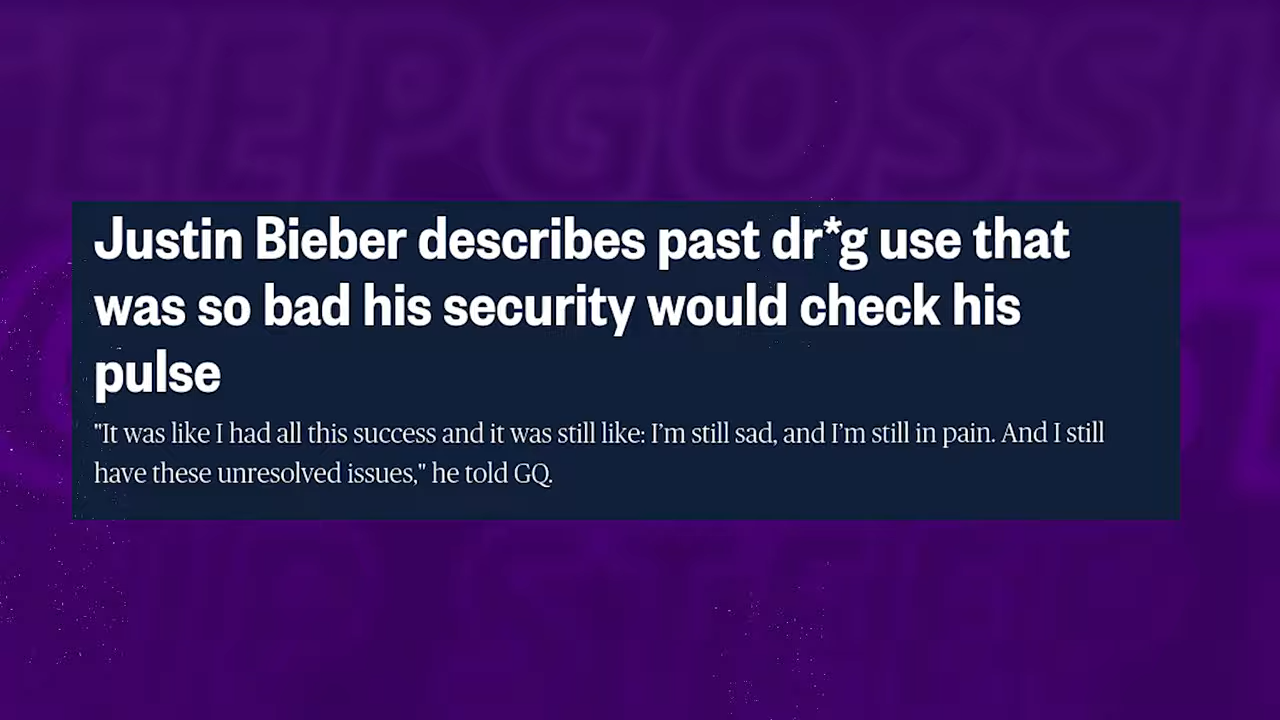 EEPGOSSI
Justin Bieber describes past dr*g use that
was so bad his security would check his
pulse
"It was like I had all this success and it was still like: I'm still sad, and I'm still in pain. And I still
have these unresolved issues," he told GQ.